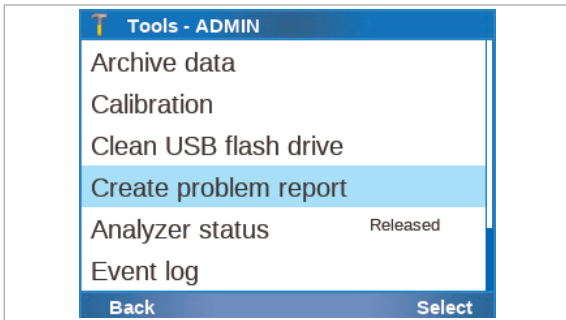 Tools - ADMIN
Archive data
Calibration
Clean USB flash drive
Create problem report
Analyzer status Released
Event log
Back Select